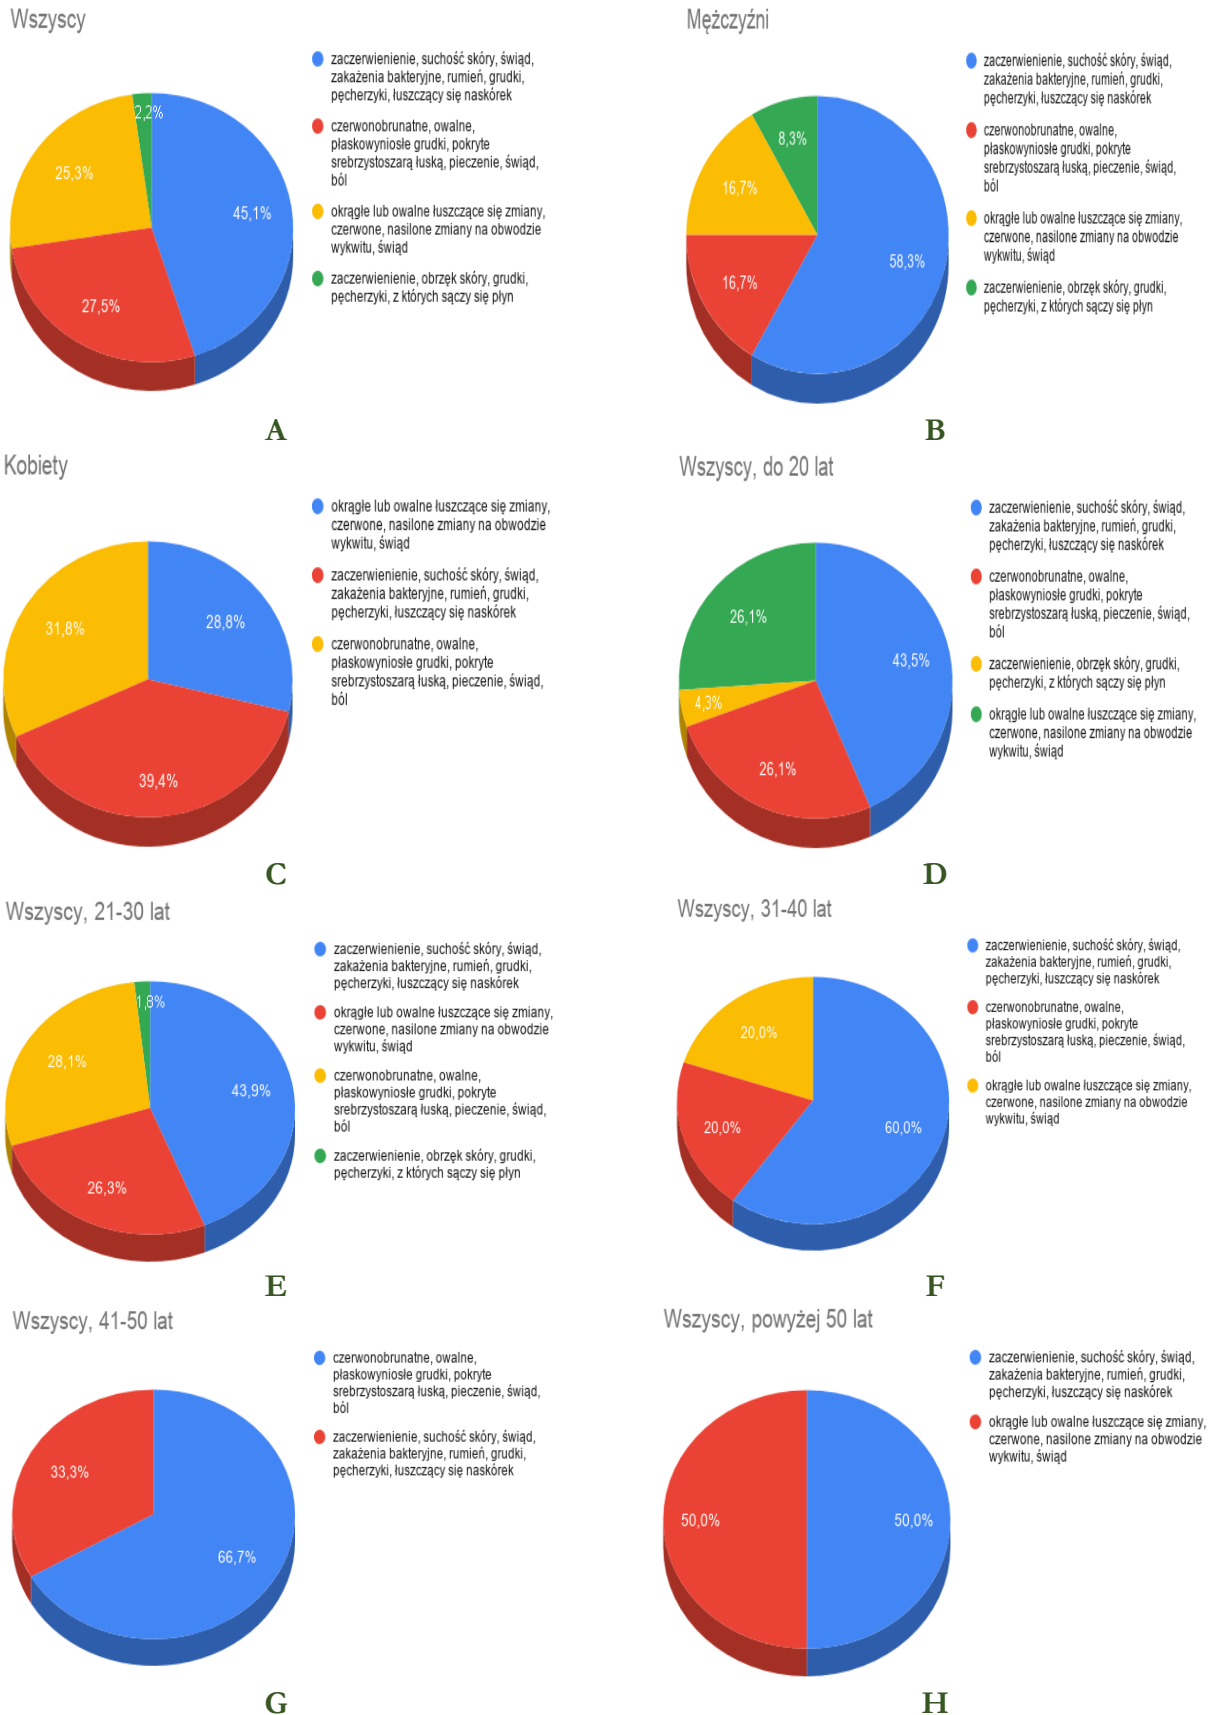 Wszyscy
zaczerwienienie, suchość skóry, świąd,
zakażenia bakteryjne, rumień, grudki,
pęcherzyki, łuszczący się naskórek
czerwonobrunatne, owalne,
płaskowyniosłe grudki, pokryte
srebrzystoszarą łuską, pieczenie, świąd,
ból
okrągłe lub owalne łuszczące się zmiany,
czerwone, nasilone zmiany na obwodzie
wykwitu, świąd
zaczerwienienie, obrzęk skóry, grudki,
pęcherzyki, z których sączy się płyn
2,2%
25,3%
45,1%
27,5%
A
Mężczyźni
zaczerwienienie, suchość skóry, świąd,
zakażenia bakteryjne, rumień, grudki,
pęcherzyki, łuszczący się naskórek
czerwonobrunatne, owalne,
płaskowyniosłe grudki, pokryte
srebrzystoszarą łuską, pieczenie, świąd,
ból
okrągłe lub owalne łuszczące się zmiany,
czerwone, nasilone zmiany na obwodzie
wykwitu, świąd
zaczerwienienie, obrzęk skóry, grudki,
pęcherzyki, z których sączy się płyn
8,3%
16,7%
58,3%
16,7%
B
Kobiety
okrągłe lub owalne łuszczące się zmiany,
czerwone, nasilone zmiany na obwodzie
wykwitu, świąd
zaczerwienienie, suchość skóry, świąd,
zakażenia bakteryjne, rumień, grudki,
pęcherzyki, łuszczący się naskórek
czerwonobrunatne, owalne,
płaskowyniosłe grudki, pokryte
srebrzystoszarą łuską, pieczenie, świąd,
ból
31,8%
28,8%
39,4%
C
Wszyscy, do 20 lat
zaczerwienienie, suchość skóry, świąd,
zakażenia bakteryjne, rumień, grudki,
pęcherzyki, łuszczący się naskórek
czerwonobrunatne, owalne,
płaskowyniosłe grudki, pokryte
srebrzystoszarą łuską, pieczenie, świąd,
ból
zaczerwienienie, obrzęk skóry, grudki,
pęcherzyki, z których sączy się płyn
okrągłe lub owalne łuszczące się zmiany,
czerwone, nasilone zmiany na obwodzie
wykwitu, świąd
26,1%
43,5%
4,3%
26,1%
D
Wszyscy, 21-30 lat
zaczerwienienie, suchość skóry, świąd,
zakażenia bakteryjne, rumień, grudki,
pęcherzyki, łuszczący się naskórek
okrągłe lub owalne łuszczące się zmiany,
czerwone, nasilone zmiany na obwodzie
wykwitu, świąd
czerwonobrunatne, owalne,
płaskowyniosłe grudki, pokryte
srebrzystoszarą łuską, pieczenie, świąd,
ból
zaczerwienienie, obrzęk skóry, grudki,
pęcherzyki, z których sączy się płyn
1,8%
28,1%
43,9%
26,3%
E
Wszyscy, 31-40 lat
zaczerwienienie, suchość skóry, świąd,
zakażenia bakteryjne, rumień, grudki,
pęcherzyki, łuszczący się naskórek
czerwonobrunatne, owalne,
płaskowyniosłe grudki, pokryte
srebrzystoszarą łuską, pieczenie, świąd,
ból
okrągłe lub owalne łuszczące się zmiany,
czerwone, nasilone zmiany na obwodzie
wykwitu, świąd
20,0%
20,0%
60,0%
F
Wszyscy, 41-50 lat
czerwonobrunatne, owalne,
płaskowyniosłe grudki, pokryte
srebrzystoszarą łuską, pieczenie, świąd,
ból
zaczerwienienie, suchość skóry, świąd,
zakażenia bakteryjne, rumień, grudki,
pęcherzyki, łuszczący się naskórek
33,3%
66,7%
G
Wszyscy, powyżej 50 lat
zaczerwienienie, suchość skóry, świąd,
zakażenia bakteryjne, rumień, grudki,
pęcherzyki, łuszczący się naskórek
okrągłe lub owalne łuszczące się zmiany,
czerwone, nasilone zmiany na obwodzie
wykwitu, świąd
50,0%
50,0%
H